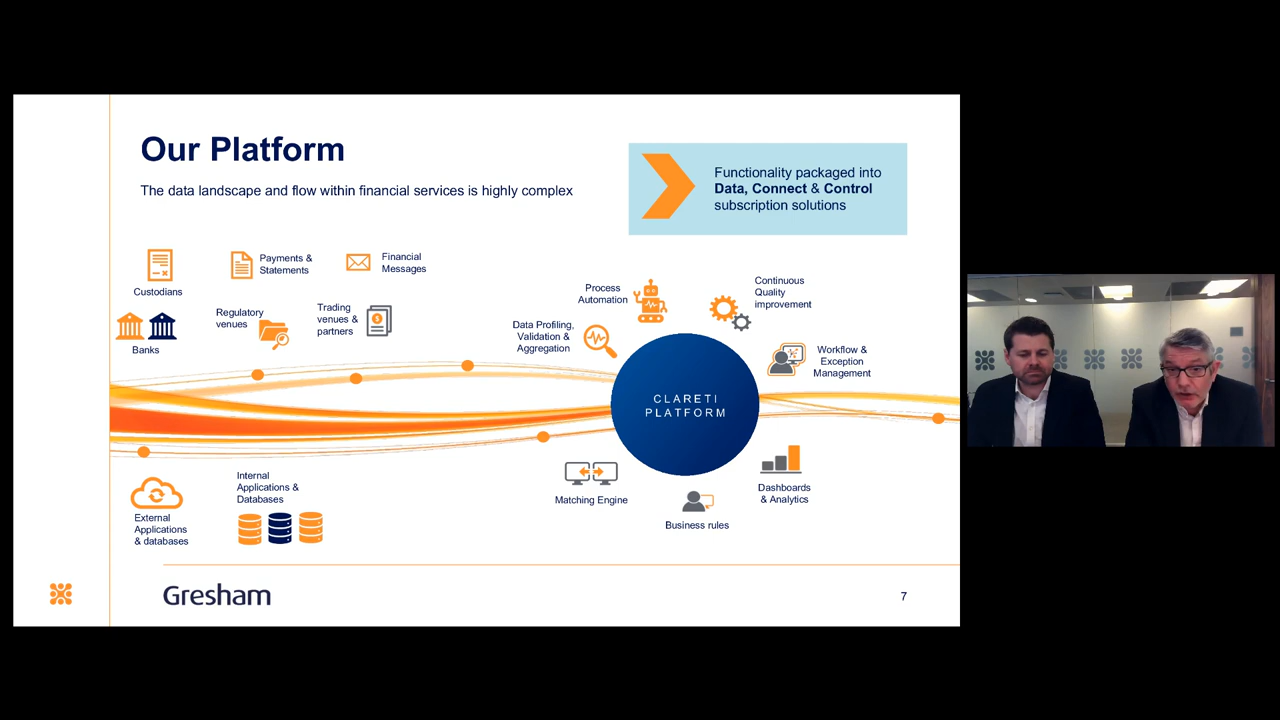 Our Platform
The data landscape and flow within financial services is highly complex
Functionality packaged into
Data, Connect & Control
subscription solutions
Custodians
Payments &
Statements
Financial
Messages
Banks
Regulatory
venues
Trading
venues &
partners
Process
Automation
Continuous
Quality
improvement
Data Profiling,
Validation &
Aggregation
Workflow &
Exception
Management
CLARETI
PLATFORM
External
Applications
& databases
Internal
Applications &
Databases
Matching Engine
Business rules
Dashboards
& Analytics
Gresham
7